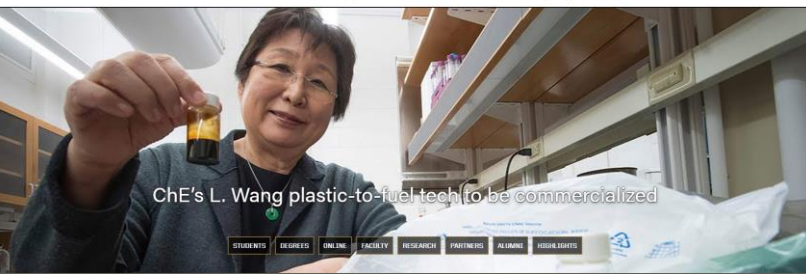 ChE's L. Wang plastic-to-fuel tech to be commercialized
STUDENTS DEGREES ONLINE FACULTY RESEARCH PARTNERS ALUMNI HIGHLIGHTS